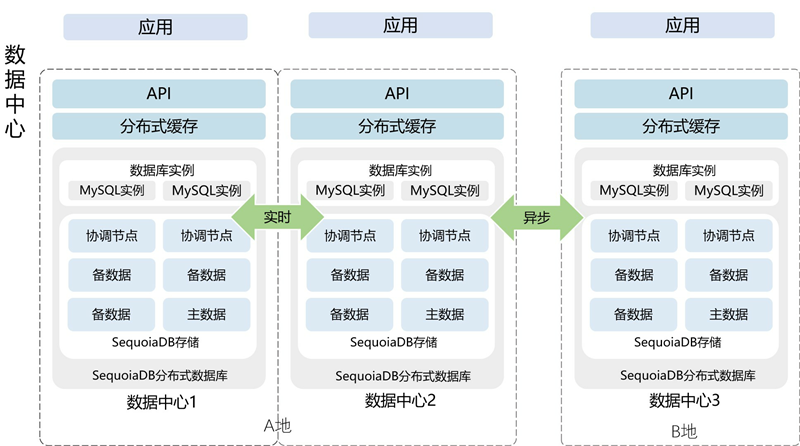 数据中心
应用
API
分布式缓存
数据库实例
MySQL实例 MySQL实例
协调节点 协调节点
备数据 备数据
备数据 主数据
SequoiaDB存储
SequoiaDB分布式数据库
数据中心1
实时
应用
API
分布式缓存
数据库实例
MySQL实例 MySQL实例
协调节点 协调节点
备数据 备数据
备数据 主数据
SequoiaDB存储
SequoiaDB分布式数据库
数据中心2
A地
异步
应用
API
分布式缓存
数据库实例
MySQL实例 MySQL实例
协调节点 协调节点
备数据 备数据
备数据 主数据
SequoiaDB存储
SequoiaDB分布式数据库
数据中心3
B地